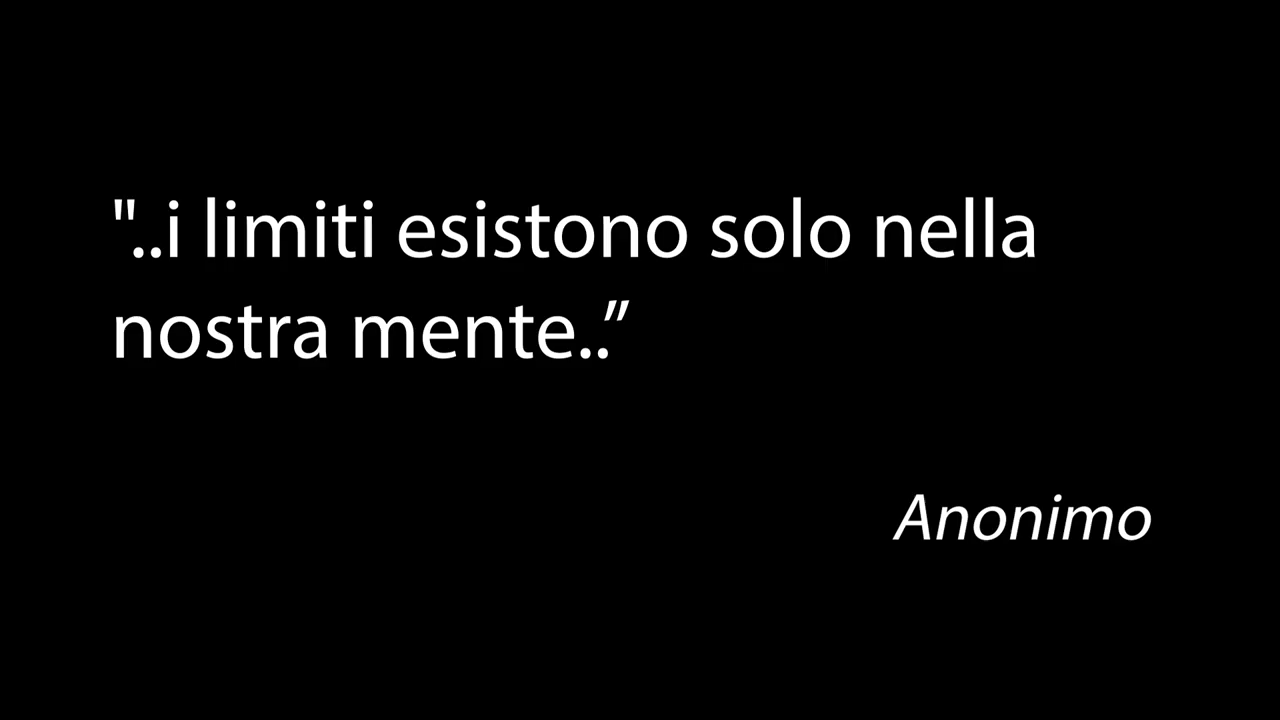 "..i limiti esistono solo nella
nostra mente..”
Anonimo